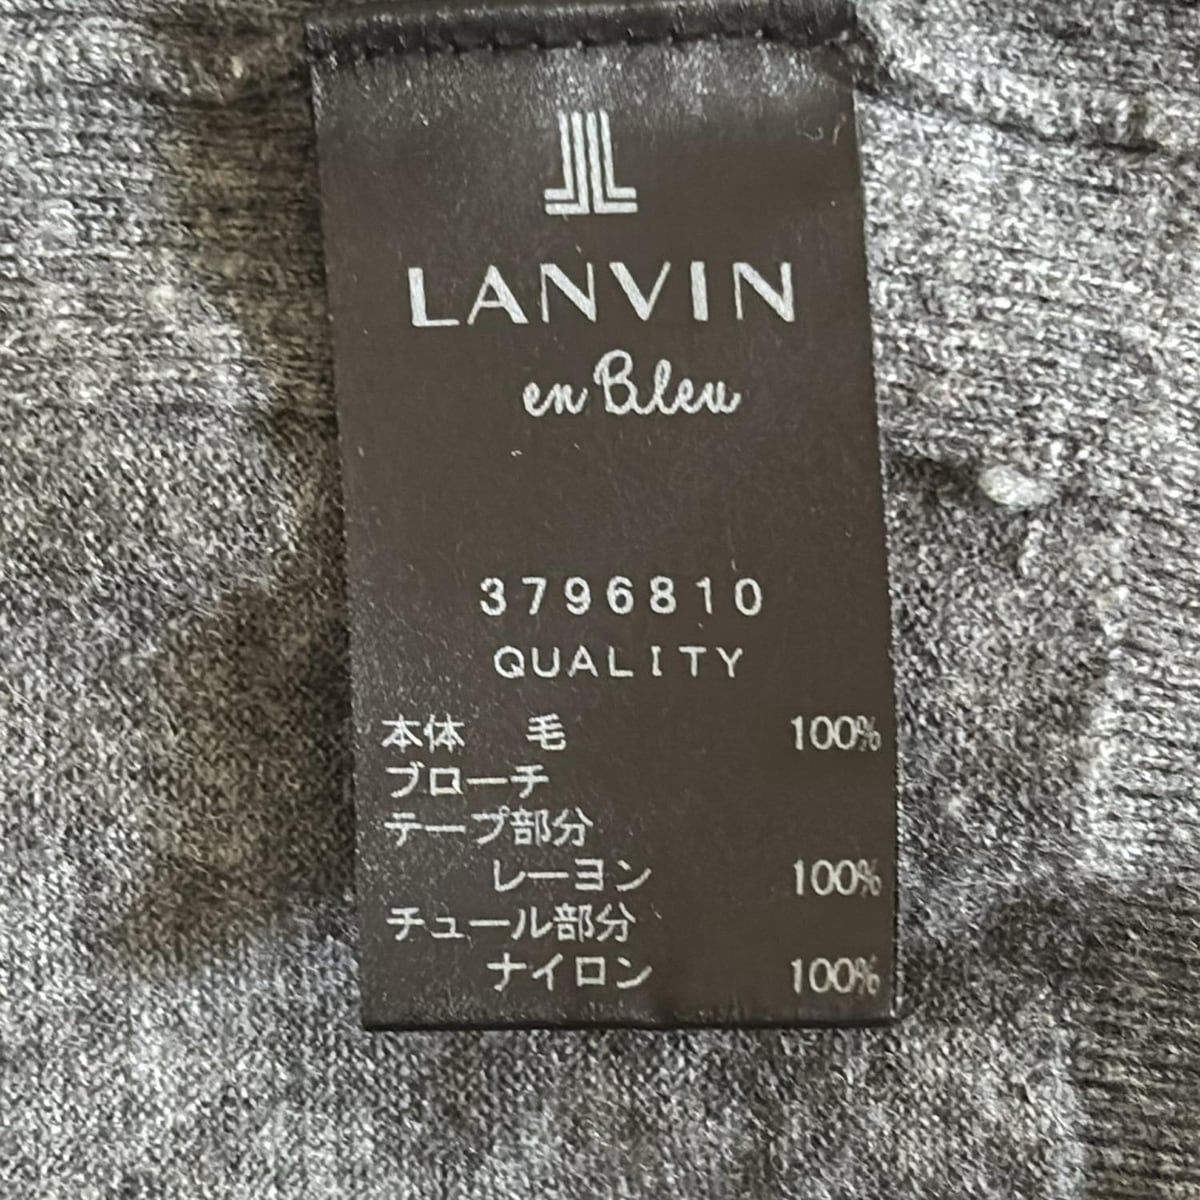 LANVIN
en Bleu
3796810
QUALITY
本体 毛 100%
ブローチ
テープ部分
レーヨン 100%
チュール部分
ナイロン 100%